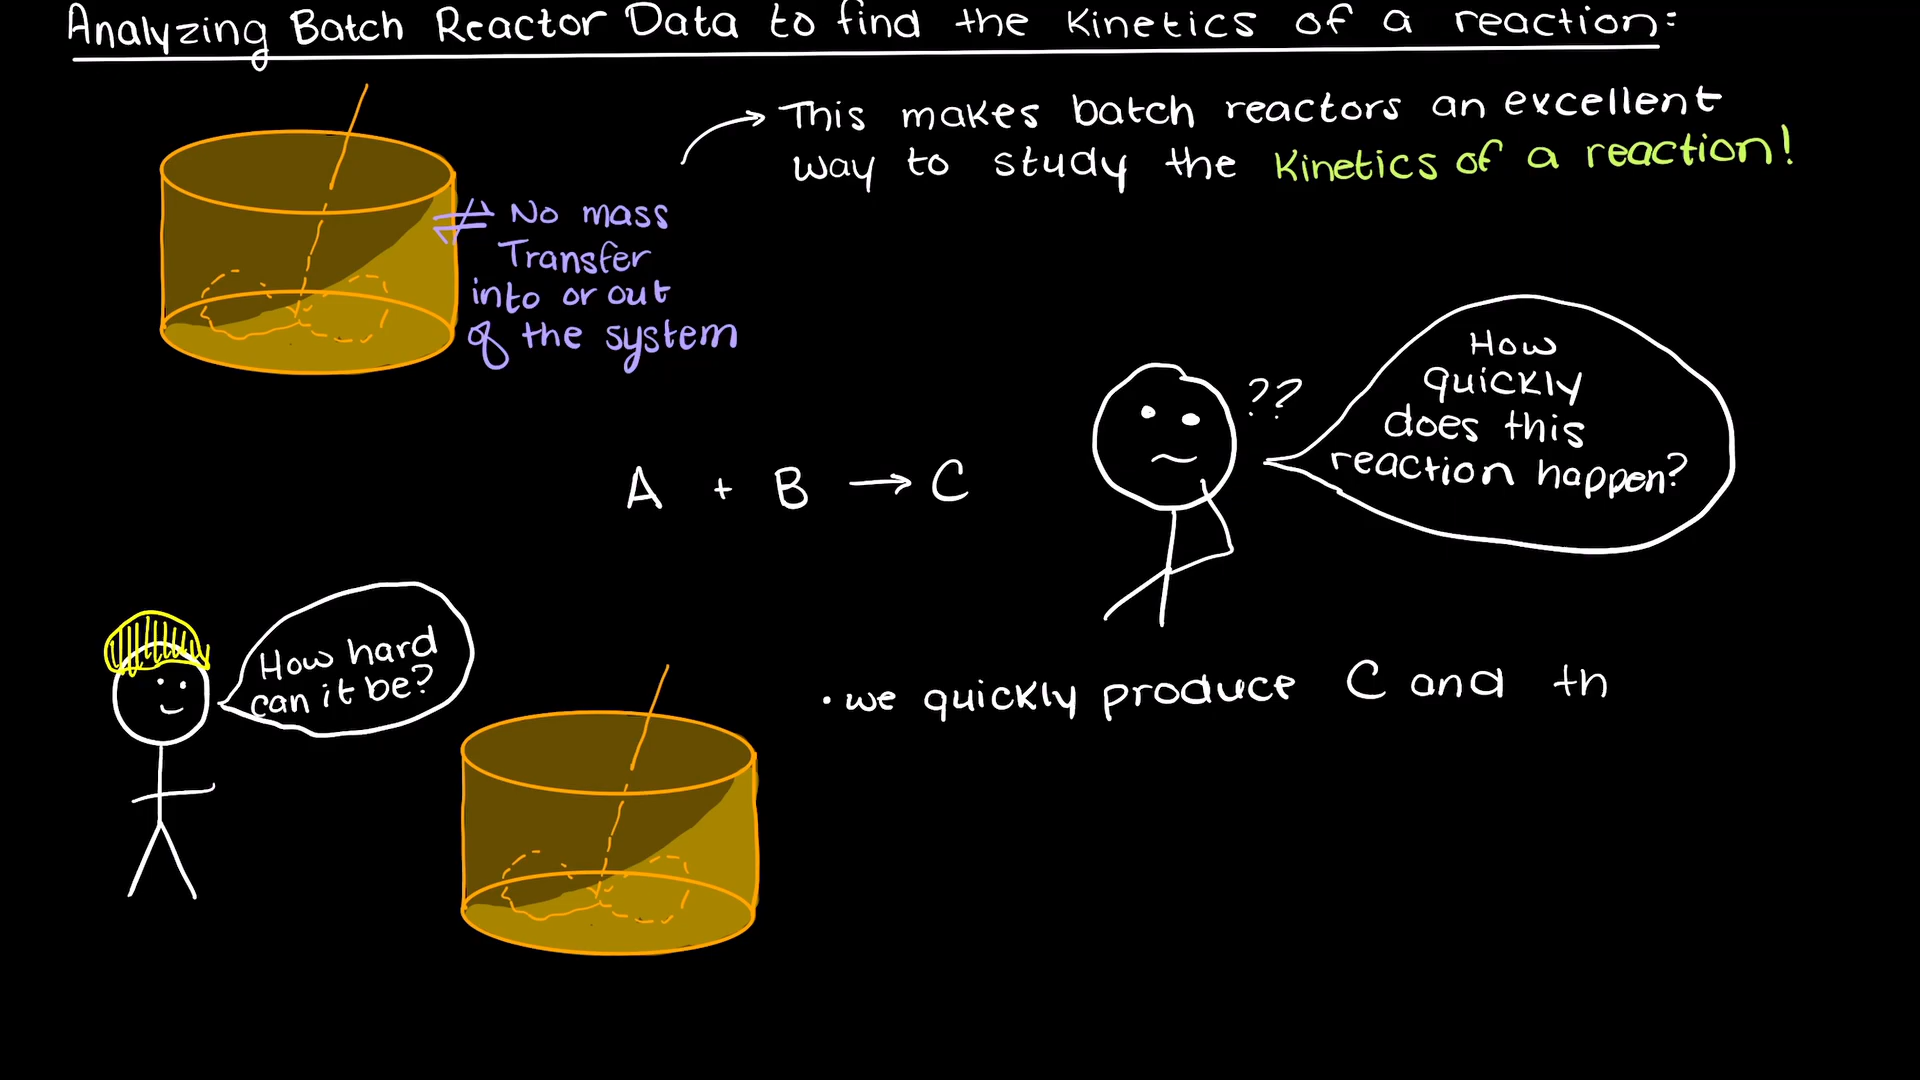 Analyzing Batch Reactor Data to find the Kinetics of a reaction:
This makes batch reactors an excellent
way to study the Kinetics of a reaction!
No mass
Transfer
into or out
of the system
How
quickly
does this
reaction happen?
??
A + B → C
How hard
can it be?
• we quickly produce C and th